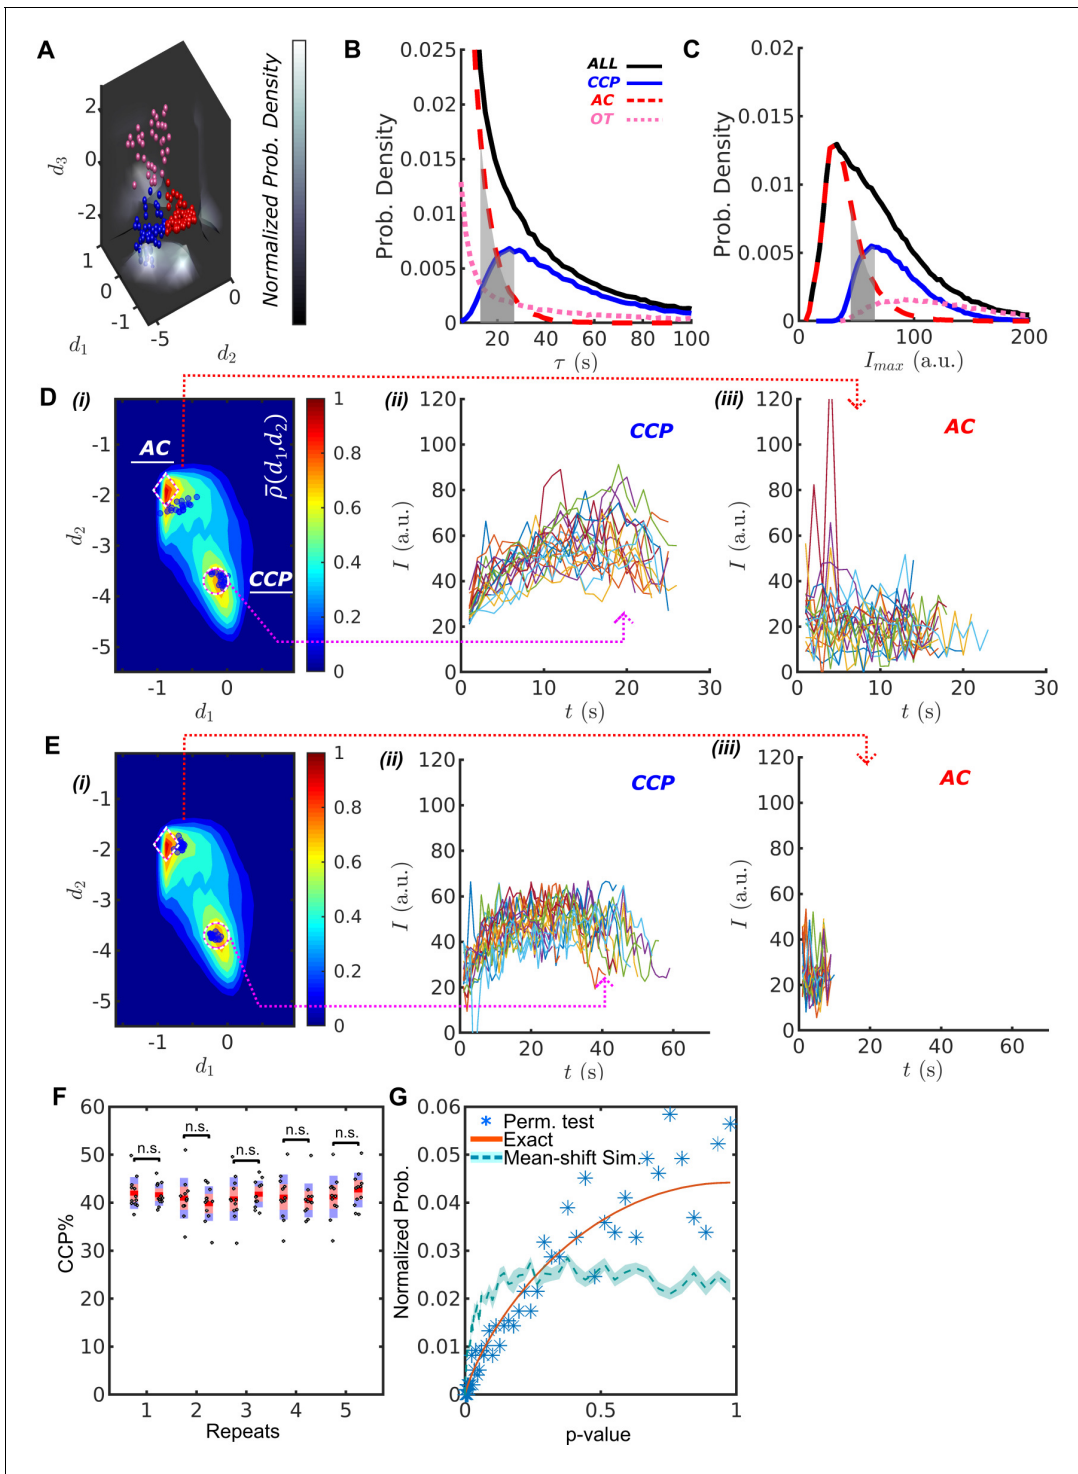 A
2
0
-2
d3
1
0
-1
d1
-5
0
d2
Normalized Prob. Density
B
0.025
0.02
0.015
0.01
0.005
0
Prob. Density
ALL
CCP
AC
OT
20 40 60 80 100
τ (s)
C
0.02
0.015
0.01
0.005
0
Prob. Density
0 100 200
Imax (a.u.)
D
(i)
AC
CCP
ρ̄(d1,d2)
-1
-2
-3
-4
-5
d2
-1 0
d1
1
0.8
0.6
0.4
0.2
0
(ii)
CCP
120
100
80
60
40
20
0
I (a.u.)
0 10 20 30
t (s)
(iii)
AC
120
100
80
60
40
20
0
I (a.u.)
0 10 20 30
t (s)
E
(i)
-1
-2
-3
-4
-5
d2
-1 0
d1
1
0.8
0.6
0.4
0.2
0
(ii)
CCP
120
100
80
60
40
20
0
I (a.u.)
0 20 40 60
t (s)
(iii)
AC
120
100
80
60
40
20
0
I (a.u.)
0 20 40 60
t (s)
F
60
50
40
30
20
10
0
CCP%
n.s. n.s. n.s. n.s. n.s.
1 2 3 4 5
Repeats
G
0.06
0.05
0.04
0.03
0.02
0.01
0
Normalized Prob.
Perm. test
Exact
Mean-shift Sim.
0 0.5 1
p-value